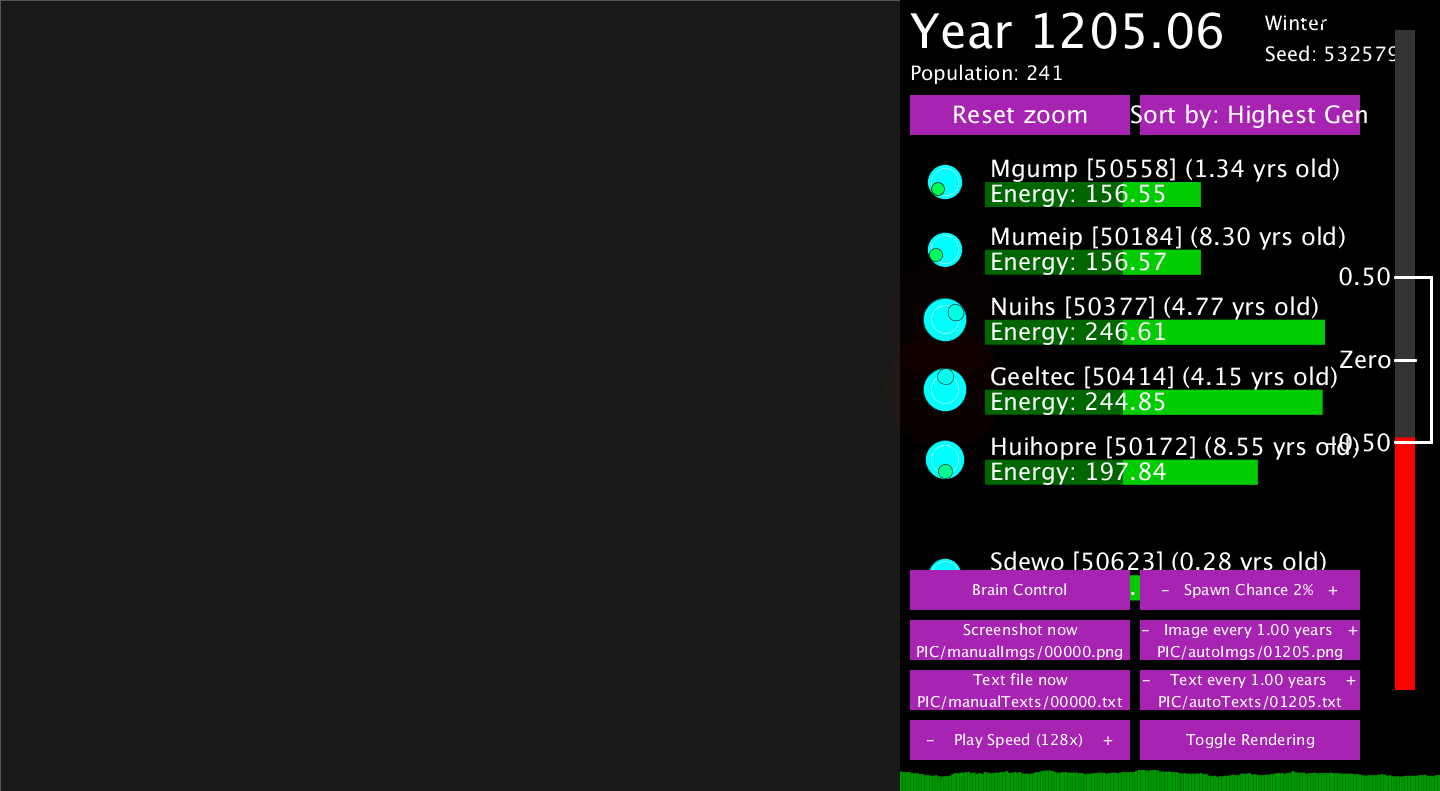 Year 1205.06
Winter
Seed: 532579
Population: 241
Reset zoom
Sort by: Highest Gen
Mgump [50558] (1.34 yrs old)
Energy: 156.55
Mumeip [50184] (8.30 yrs old)
Energy: 156.57
0.50
Nuihs [50377] (4.77 yrs old)
Energy: 246.61
Zero
Geeltec [50414] (4.15 yrs old)
Energy: 244.85
-0.50
Huihopre [50172] (8.55 yrs old)
Energy: 197.84
Sdewo [50623] (0.28 yrs old)
Brain Control
- Spawn Chance 2% +
Screenshot now
PIC/manualImgs/00000.png
- Image every 1.00 years +
PIC/autoImgs/01205.png
Text file now
PIC/manualTexts/00000.txt
- Text every 1.00 years +
PIC/autoTexts/01205.txt
- Play Speed (128x) +
Toggle Rendering